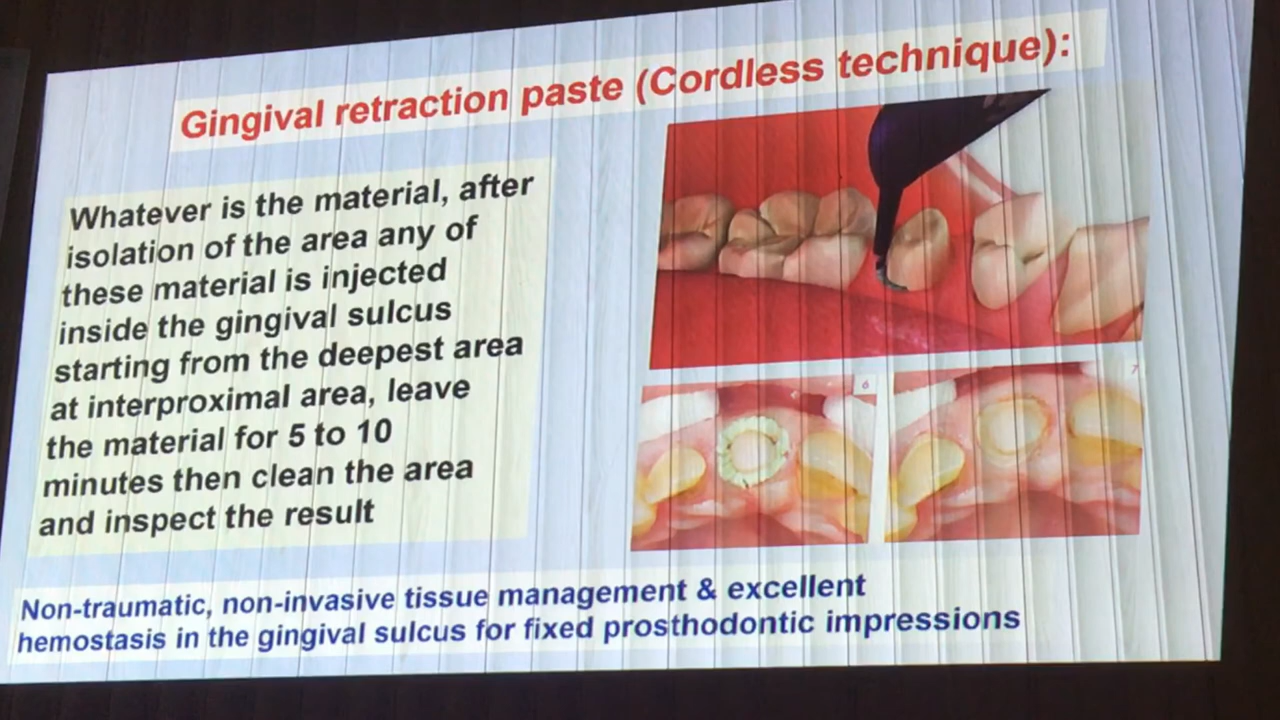 Gingival retraction paste (Cordless technique):
Whatever is the material, after
isolation of the area any of
these material is injected
inside the gingival sulcus
starting from the deepest area
at interproximal area, leave
the material for 5 to 10
minutes then clean the area
and inspect the result
6
7
Non-traumatic, non-invasive tissue management & excellent
hemostasis in the gingival sulcus for fixed prosthodontic impressions